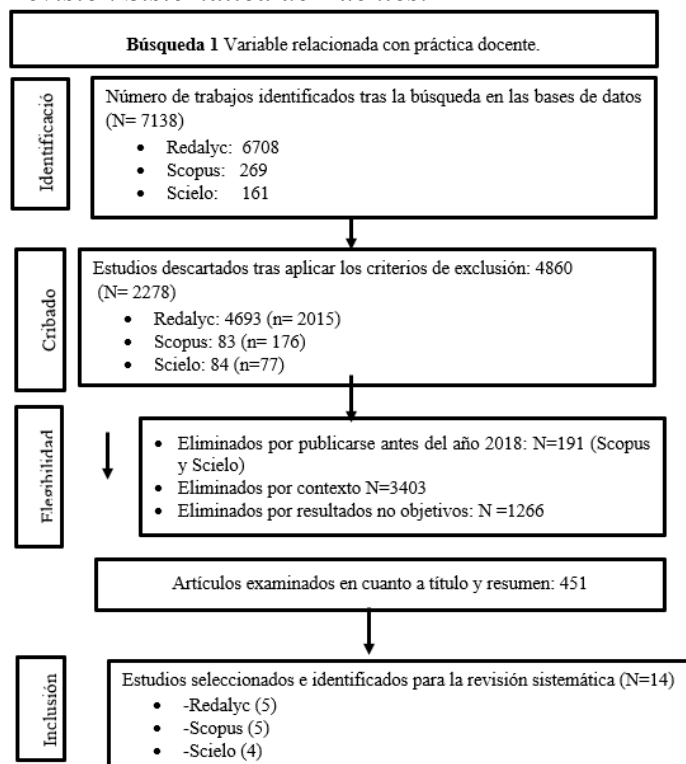 Búsqueda 1 Variable relacionada con práctica docente.
Identificació
Número de trabajos identificados tras la búsqueda en las bases de datos
(N= 7138)
• Redalyc: 6708
• Scopus: 269
• Scielo: 161
Cribado
Estudios descartados tras aplicar los criterios de exclusión: 4860
(N= 2278)
• Redalyc: 4693 (n= 2015)
• Scopus: 83 (n= 176)
• Scielo: 84 (n=77)
Elegibilidad
• Eliminados por publicarse antes del año 2018: N=191 (Scopus
y Scielo)
• Eliminados por contexto N=3403
• Eliminados por resultados no objetivos: N =1266
Artículos examinados en cuanto a título y resumen: 451
Inclusión
Estudios seleccionados e identificados para la revisión sistemática (N=14)
• -Redalyc (5)
• -Scopus (5)
• -Scielo (4)